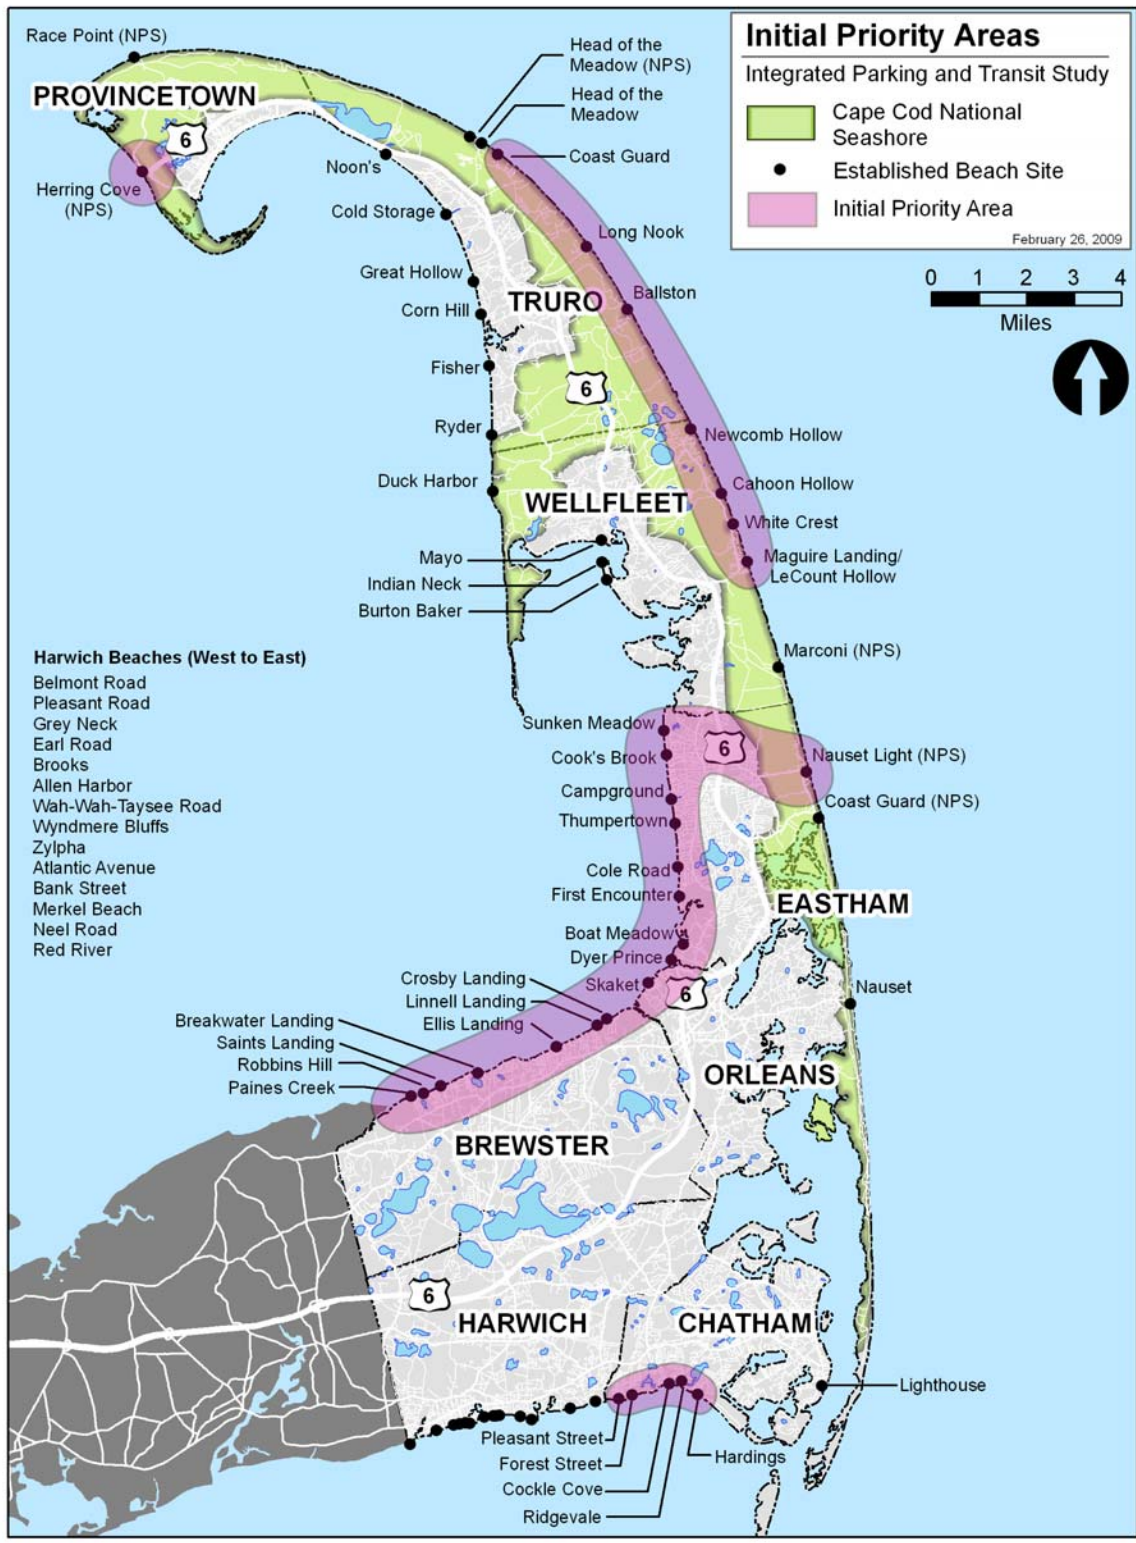 Initial Priority Areas
Integrated Parking and Transit Study
Cape Cod National
Seashore
Established Beach Site
Initial Priority Area
February 26, 2009
0 1 2 3 4
Miles
Race Point (NPS)
PROVINCETOWN
6
Herring Cove
(NPS)
Head of the
Meadow (NPS)
Head of the
Meadow
Coast Guard
Noon's
Cold Storage
Long Nook
Great Hollow
TRURO
Ballston
Corn Hill
Fisher
6
Ryder
Newcomb Hollow
Duck Harbor
Cahoon Hollow
WELLFLEET
White Crest
Mayo
Maguire Landing/
LeCount Hollow
Indian Neck
Burton Baker
Marconi (NPS)
Harwich Beaches (West to East)
Belmont Road
Pleasant Road
Grey Neck
Earl Road
Brooks
Allen Harbor
Wah-Wah-Taysee Road
Wyndmere Bluffs
Zylpha
Atlantic Avenue
Bank Street
Merkel Beach
Neel Road
Red River
Sunken Meadow
6
Cook's Brook
Nauset Light (NPS)
Campground
Coast Guard (NPS)
Thumpertown
Cole Road
First Encounter
EASTHAM
Boat Meadow
Dyer Prince
Crosby Landing
Skaket
6
Nauset
Linnell Landing
Ellis Landing
Breakwater Landing
Saints Landing
Robbins Hill
Paines Creek
ORLEANS
BREWSTER
6
HARWICH
CHATHAM
Lighthouse
Pleasant Street
Forest Street
Hardings
Cockle Cove
Ridgevale